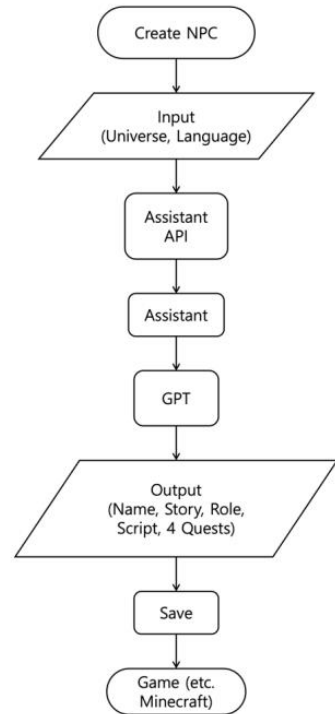 Create NPC
Input
(Universe, Language)
Assistant
API
Assistant
GPT
Output
(Name, Story, Role,
Script, 4 Quests)
Save
Game (etc.
Minecraft)